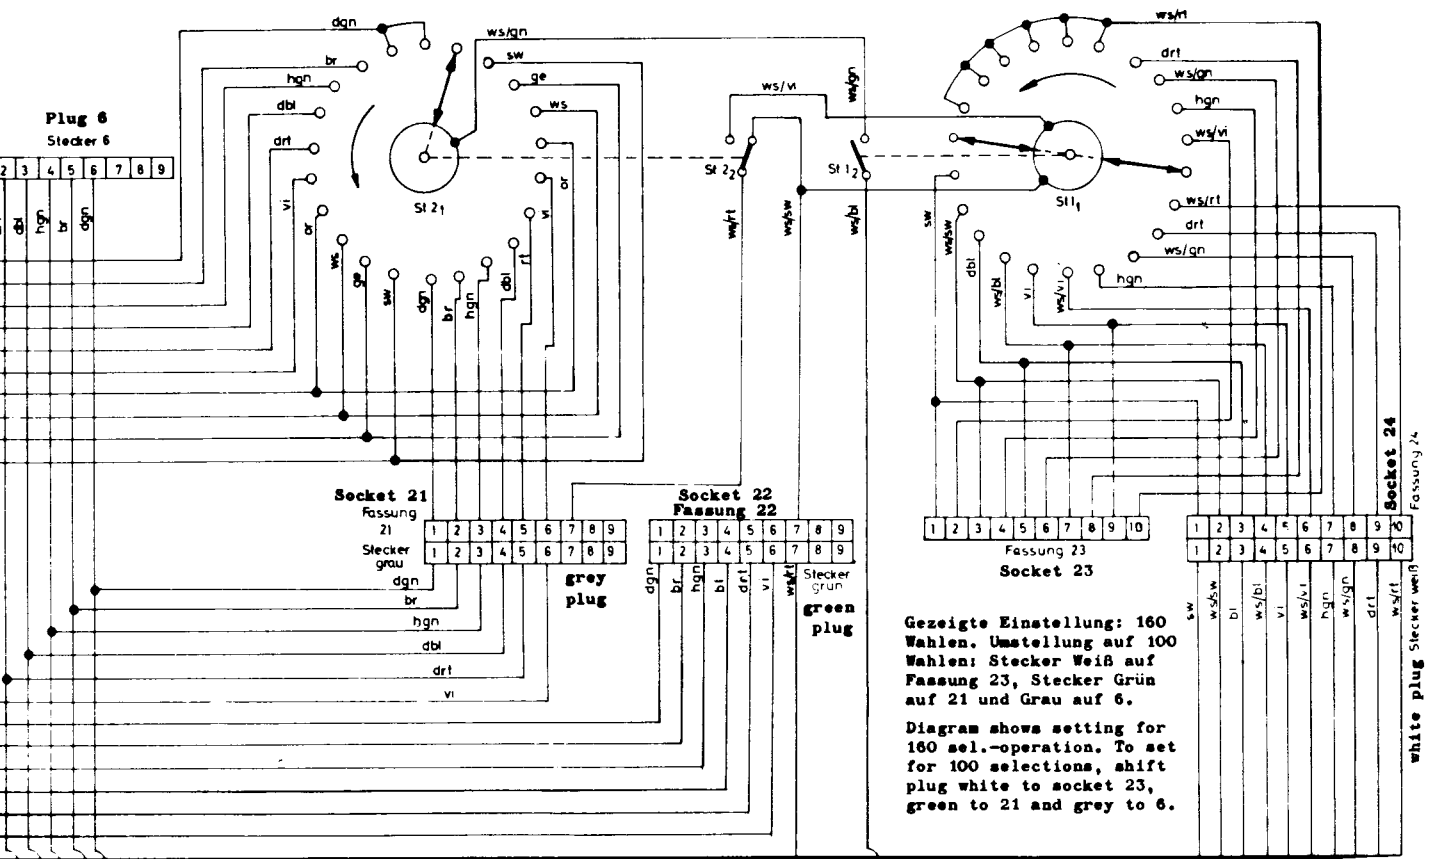 dgn
br
hgn
dbl
drt
vi
or
ws
ge
sw
dgn
br
hgn
dbl
rt
vi
or
ws/gn
sw
ge
ws
St 2₁
Plug 6
Stecker 6
2 3 4 5 6 7 8 9
dbl
hgn
br
dgn
ws/vi
ws/gn
St 2₂
St 1₂
ws/rt
ws/sw
ws/bl
ws/rt
drt
ws/gn
hgn
ws/vi
ws/rt
drt
ws/gn
hgn
St1₁
sw
ws/sw
dbl
ws/bl
vi
ws/vi
Socket 21
Fassung
21
1 2 3 4 5 6 7 8 9
Stecker
grau
1 2 3 4 5 6 7 8 9
grey
plug
dgn
br
hgn
dbl
drt
vi
Socket 22
Fassung 22
1 2 3 4 5 6 7 8 9
1 2 3 4 5 6 7 8 9
dgn
br
hgn
bl
drt
vi
ws/rt
Stecker
grun
green
plug
1 2 3 4 5 6 7 8 9 10
Fassung 23
Socket 23
Socket 24
Fassung 24
1 2 3 4 5 6 7 8 9 10
1 2 3 4 5 6 7 8 9 10
sw
ws/sw
bl
ws/bl
vi
ws/vi
hgn
ws/gn
drt
ws/rt
white plug Stecker weiß
Gezeigte Einstellung: 160
Wahlen. Umstellung auf 100
Wahlen: Stecker Weiß auf
Fassung 23, Stecker Grün
auf 21 und Grau auf 6.
Diagram shows setting for
160 sel.-operation. To set
for 100 selections, shift
plug white to socket 23,
green to 21 and grey to 6.